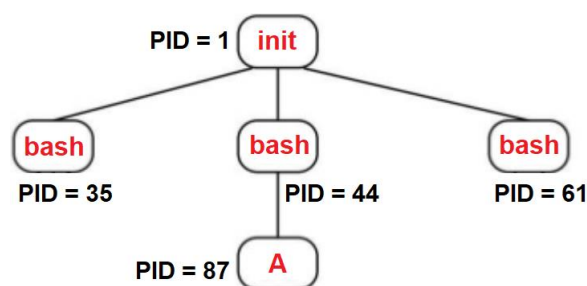 PID = 1 init
bash bash bash
PID = 35 PID = 44 PID = 61
PID = 87 A